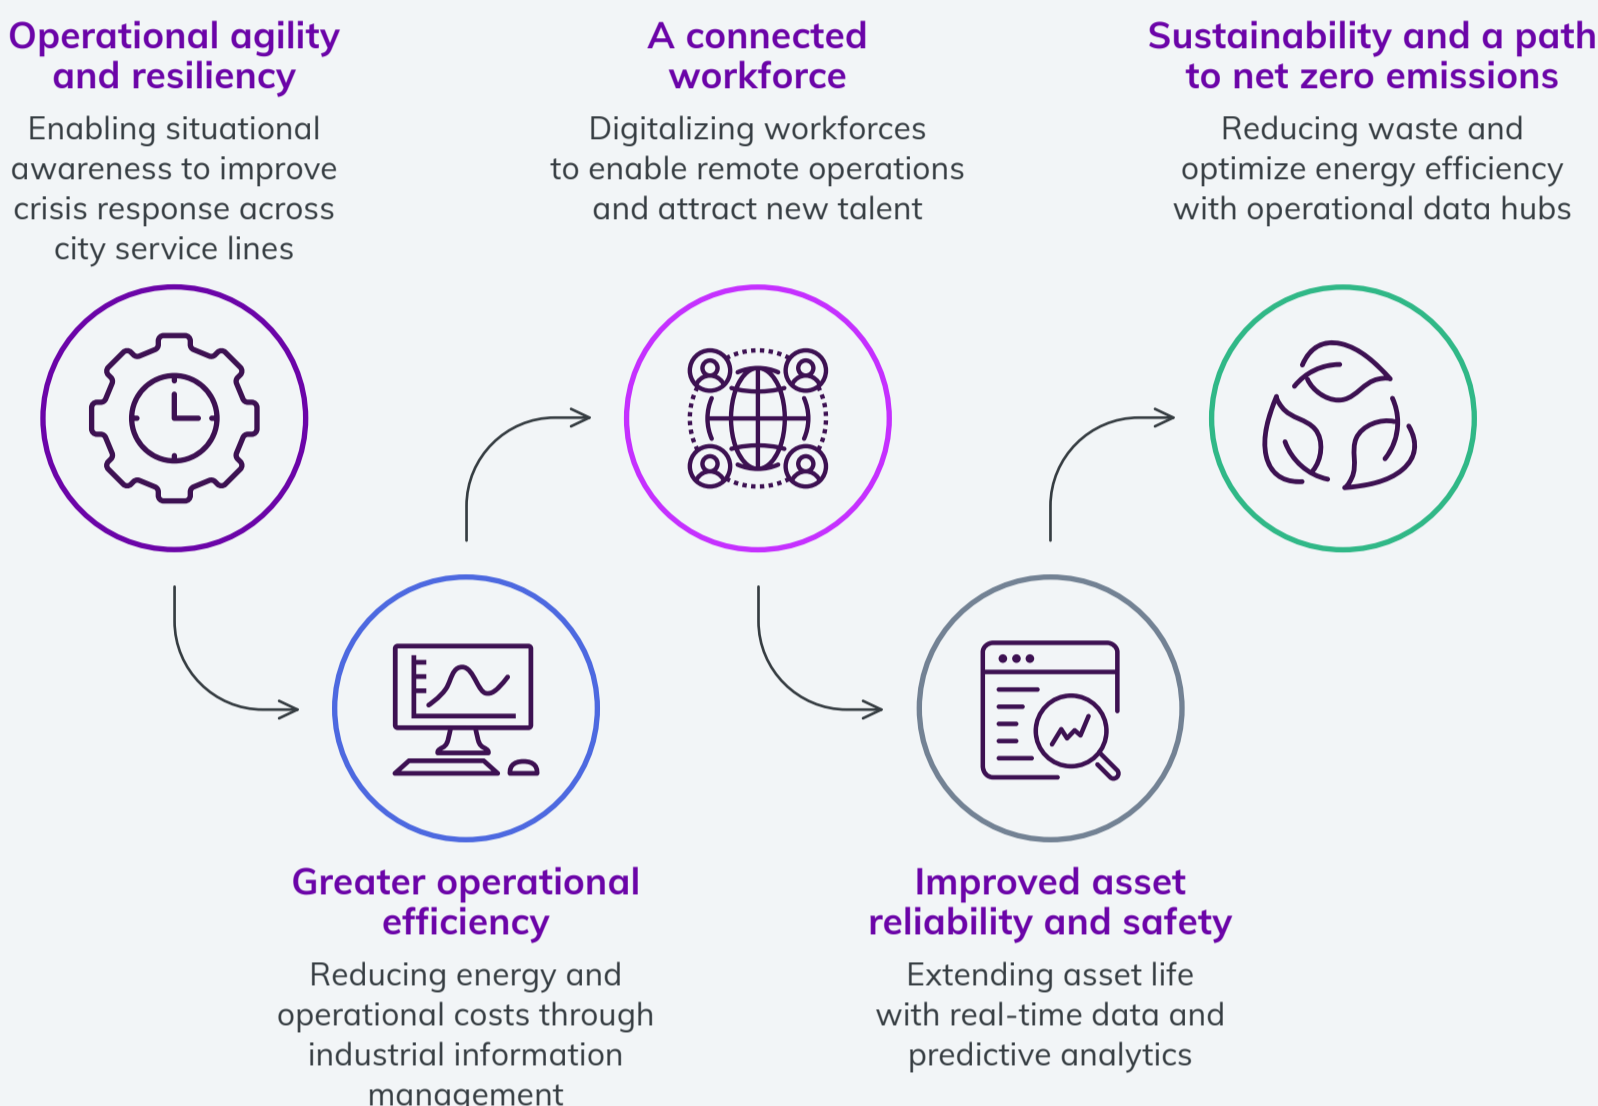 Operational agility
and resiliency
Enabling situational
awareness to improve
crisis response across
city service lines
Greater operational
efficiency
Reducing energy and
operational costs through
industrial information
management
A connected
workforce
Digitalizing workforces
to enable remote operations
and attract new talent
Improved asset
reliability and safety
Extending asset life
with real-time data and
predictive analytics
Sustainability and a path
to net zero emissions
Reducing waste and
optimize energy efficiency
with operational data hubs